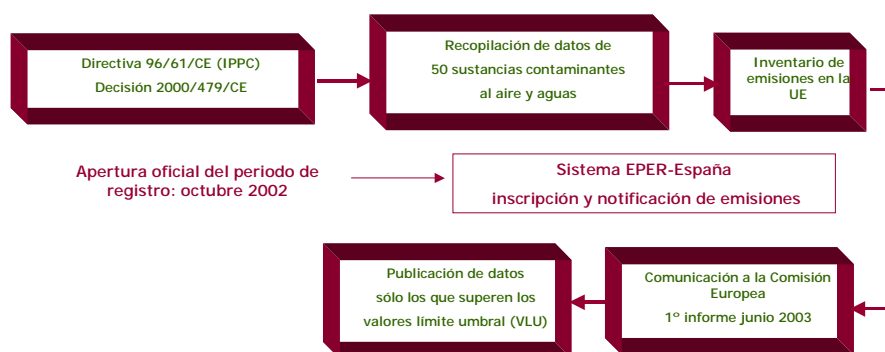 Directiva 96/61/CE (IPPC)
Decisión 2000/479/CE
Recopilación de datos de
50 sustancias contaminantes
al aire y aguas
Inventario de
emisiones en la
UE
Apertura oficial del periodo de
registro: octubre 2002
Sistema EPER-España
inscripción y notificación de emisiones
Publicación de datos
sólo los que superen los
valores límite umbral (VLU)
Comunicación a la Comisión
Europea
1º informe junio 2003